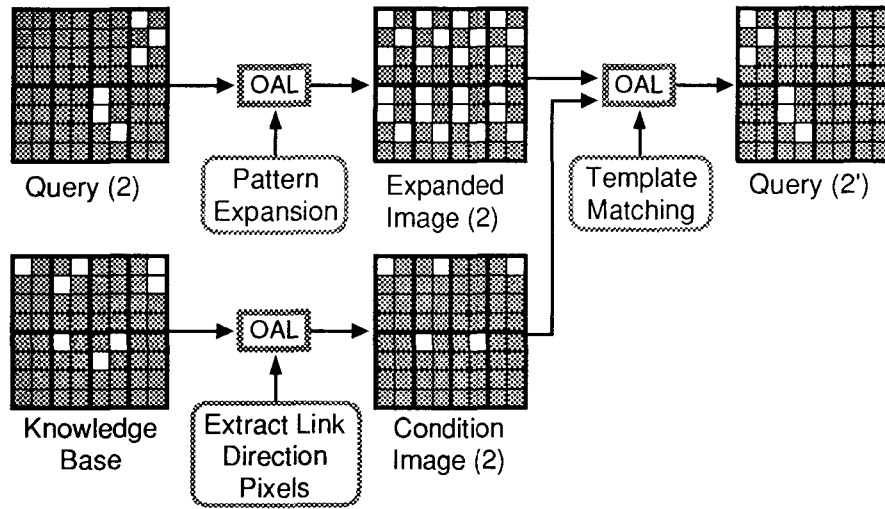 OAL
OAL
Pattern
Expansion
Template
Matching
Query (2)
Expanded
Image (2)
Query (2')
OAL
Knowledge
Base
Extract Link
Direction
Pixels
Condition
Image (2)